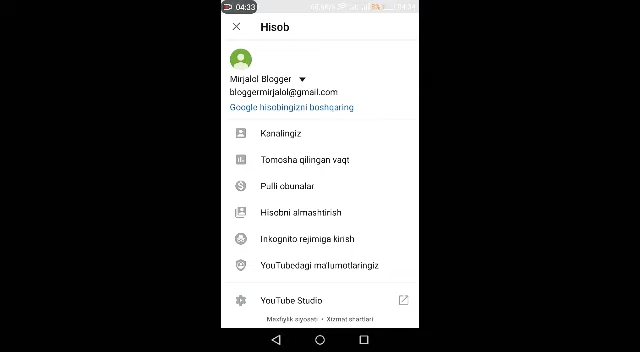 04:33
Hisob
Mirjalol Blogger
bloggermirjalol@gmail.com
Google hisobingizni boshqaring
Kanalingiz
Tomosha qilingan vaqt
Pulli obunalar
Hisobni almashtirish
Inkognito rejimiga kirish
YouTubedagi ma'lumotlaringiz
YouTube Studio
Maxfiylik siyosati • Xizmat shartlari